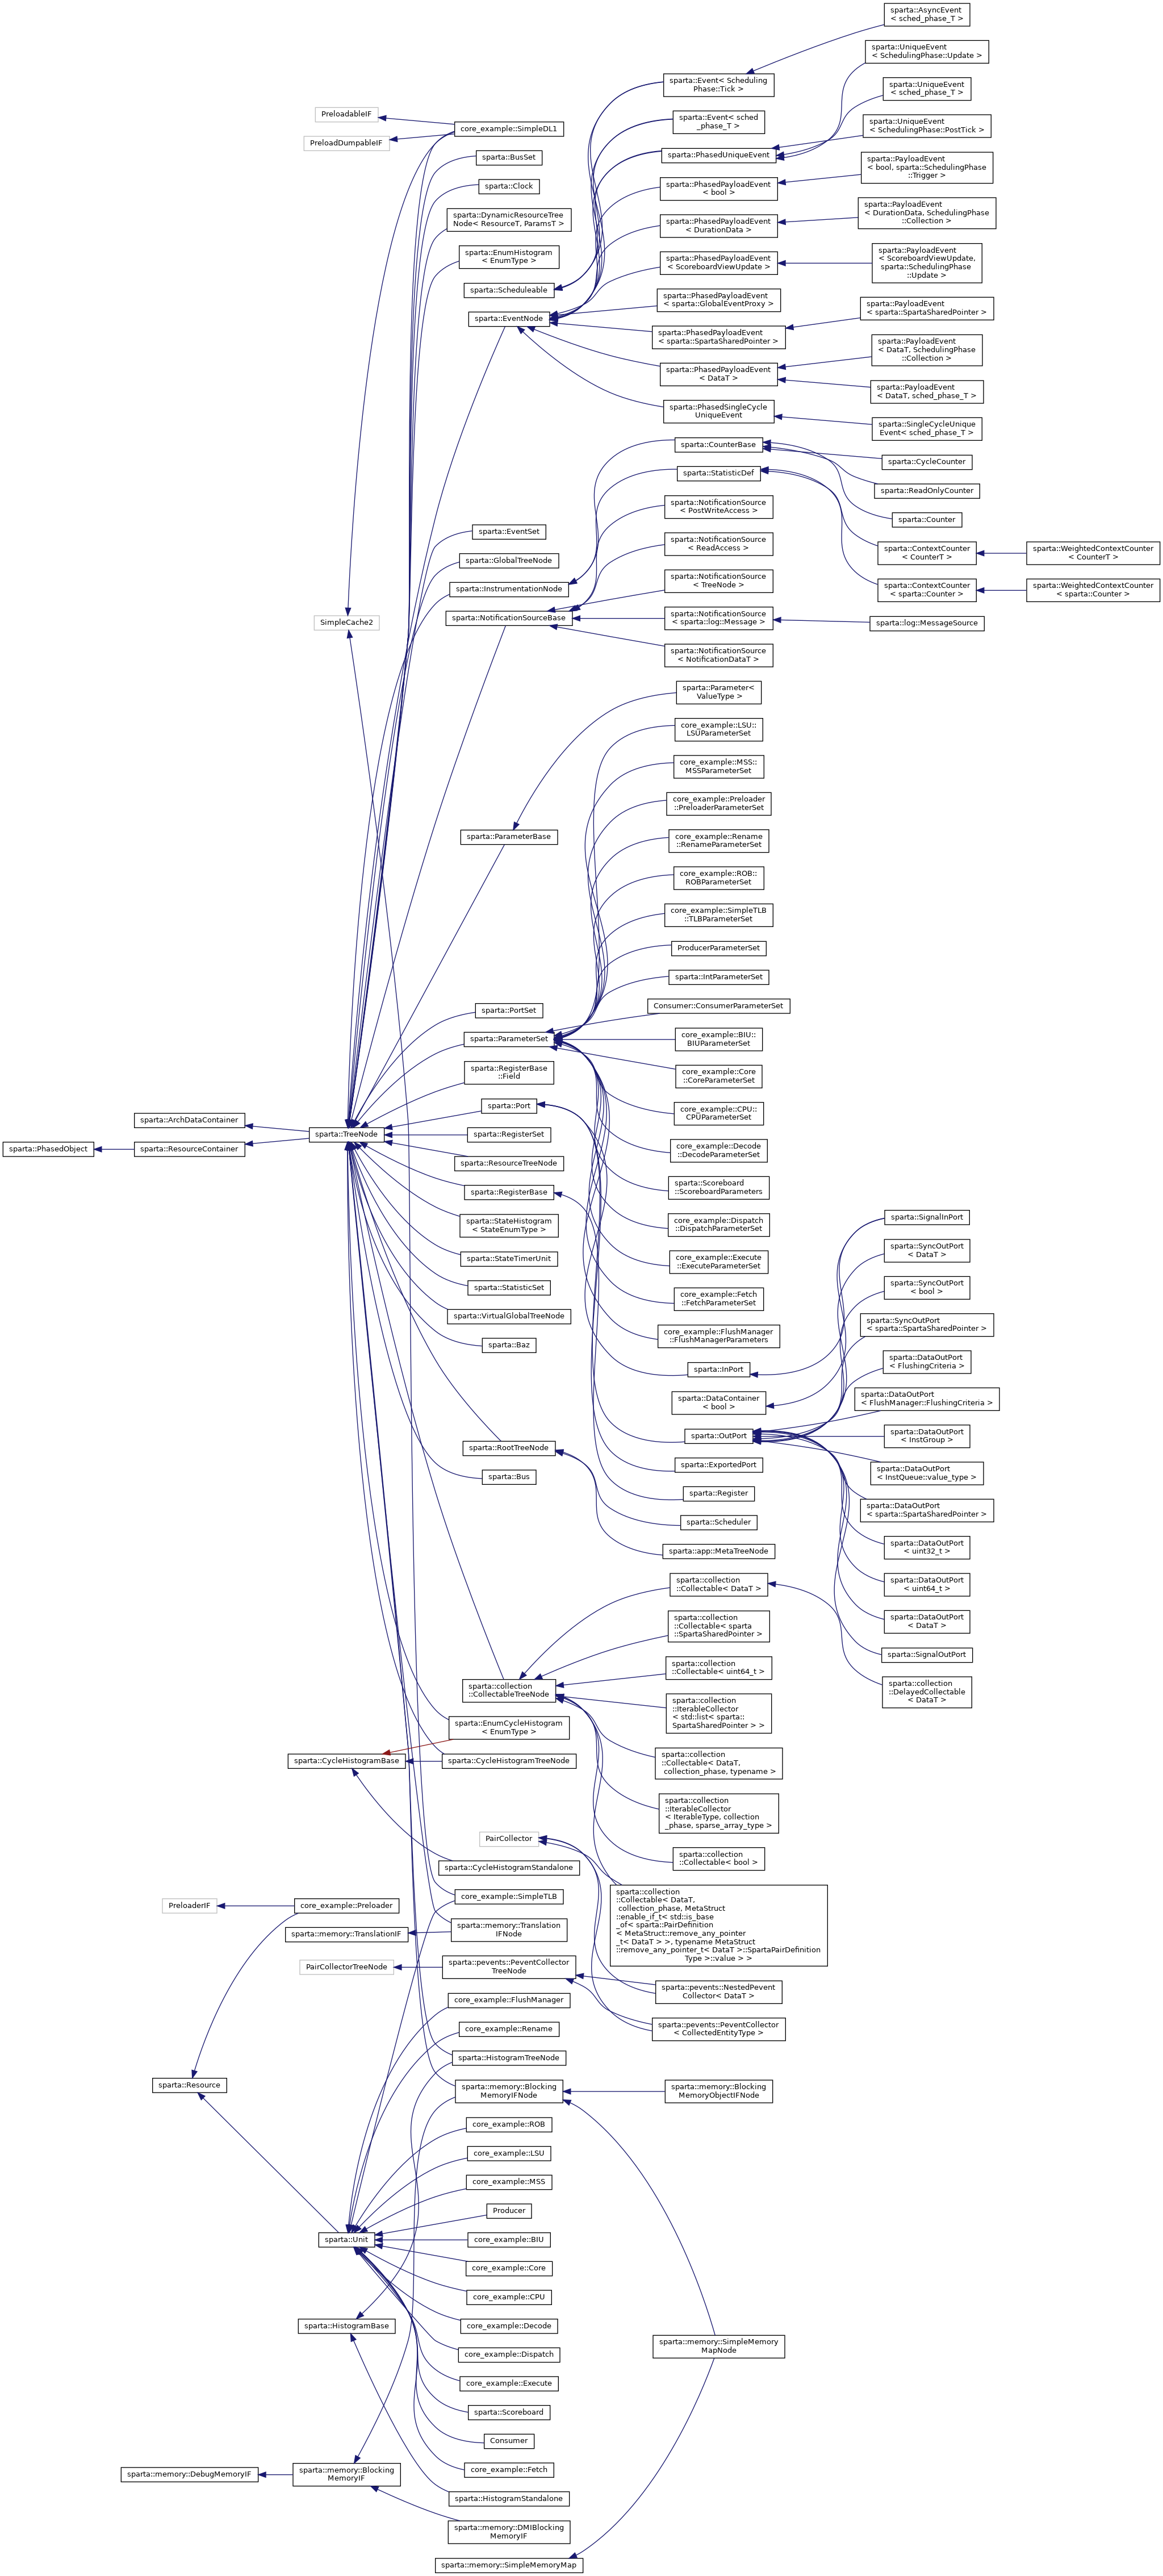 sparta::AsyncEvent
< sched_phase_T >
sparta::UniqueEvent
< SchedulingPhase::Update >
sparta::Event< Scheduling
Phase::Tick >
sparta::UniqueEvent
< sched_phase_T >
PreloadableIF
sparta::Event< sched
_phase_T >
sparta::UniqueEvent
< SchedulingPhase::PostTick >
core_example::SimpleDL1
PreloadDumpableIF
sparta::BusSet
sparta::PhasedUniqueEvent
sparta::PayloadEvent
< bool, sparta::SchedulingPhase
::Trigger >
sparta::Clock
sparta::PhasedPayloadEvent
< bool >
sparta::DynamicResourceTree
Node< ResourceT, ParamsT >
sparta::PhasedPayloadEvent
< DurationData >
sparta::PayloadEvent
< DurationData, SchedulingPhase
::Collection >
sparta::EnumHistogram
< EnumType >
sparta::PhasedPayloadEvent
< ScoreboardViewUpdate >
sparta::PayloadEvent
< ScoreboardViewUpdate,
sparta::SchedulingPhase
::Update >
sparta::Scheduleable
sparta::PhasedPayloadEvent
< sparta::GlobalEventProxy >
sparta::EventNode
sparta::PhasedPayloadEvent
< sparta::SpartaSharedPointer >
sparta::PayloadEvent
< sparta::SpartaSharedPointer >
sparta::PhasedPayloadEvent
< DataT >
sparta::PayloadEvent
< DataT, SchedulingPhase
::Collection >
sparta::PayloadEvent
< DataT, sched_phase_T >
sparta::PhasedSingleCycle
UniqueEvent
sparta::SingleCycleUnique
Event< sched_phase_T >
sparta::CounterBase
sparta::CycleCounter
sparta::StatisticDef
sparta::ReadOnlyCounter
sparta::NotificationSource
< PostWriteAccess >
sparta::Counter
sparta::EventSet
sparta::NotificationSource
< ReadAccess >
sparta::ContextCounter
< CounterT >
sparta::WeightedContextCounter
< CounterT >
sparta::GlobalTreeNode
sparta::InstrumentationNode
sparta::NotificationSource
< TreeNode >
sparta::ContextCounter
< sparta::Counter >
sparta::WeightedContextCounter
< sparta::Counter >
SimpleCache2
sparta::NotificationSourceBase
sparta::NotificationSource
< sparta::log::Message >
sparta::log::MessageSource
sparta::NotificationSource
< NotificationDataT >
sparta::Parameter<
ValueType >
core_example::LSU::
LSUParameterSet
core_example::MSS::
MSSParameterSet
core_example::Preloader
::PreloaderParameterSet
sparta::ParameterBase
core_example::Rename
::RenameParameterSet
core_example::ROB::
ROBParameterSet
core_example::SimpleTLB
::TLBParameterSet
ProducerParameterSet
sparta::IntParameterSet
sparta::PortSet
Consumer::ConsumerParameterSet
sparta::ParameterSet
core_example::BIU::
BIUParameterSet
sparta::RegisterBase
::Field
core_example::Core
::CoreParameterSet
sparta::Port
core_example::CPU::
CPUParameterSet
sparta::ArchDataContainer
sparta::TreeNode
sparta::RegisterSet
sparta::PhasedObject
sparta::ResourceContainer
core_example::Decode
::DecodeParameterSet
sparta::ResourceTreeNode
sparta::RegisterBase
sparta::Scoreboard
::ScoreboardParameters
sparta::StateHistogram
< StateEnumType >
core_example::Dispatch
::DispatchParameterSet
sparta::SignalInPort
sparta::StateTimerUnit
core_example::Execute
::ExecuteParameterSet
sparta::SyncOutPort
< DataT >
sparta::StatisticSet
core_example::Fetch
::FetchParameterSet
sparta::SyncOutPort
< bool >
sparta::VirtualGlobalTreeNode
sparta::SyncOutPort
< sparta::SpartaSharedPointer >
sparta::Baz
core_example::FlushManager
::FlushManagerParameters
sparta::InPort
sparta::DataOutPort
< FlushingCriteria >
sparta::DataContainer
< bool >
sparta::DataOutPort
< FlushManager::FlushingCriteria >
sparta::RootTreeNode
sparta::OutPort
sparta::DataOutPort
< InstGroup >
sparta::Bus
sparta::ExportedPort
sparta::DataOutPort
< InstQueue::value_type >
sparta::Register
sparta::DataOutPort
< sparta::SpartaSharedPointer >
sparta::Scheduler
sparta::app::MetaTreeNode
sparta::DataOutPort
< uint32_t >
sparta::collection
::Collectable< DataT >
sparta::DataOutPort
< uint64_t >
sparta::collection
::Collectable< sparta
::SpartaSharedPointer >
sparta::DataOutPort
< DataT >
sparta::collection
::Collectable< uint64_t >
sparta::SignalOutPort
sparta::collection
::CollectableTreeNode
sparta::collection
::IterableCollector
< std::list< sparta::
SpartaSharedPointer > >
sparta::collection
::DelayedCollectable
< DataT >
sparta::EnumCycleHistogram
< EnumType >
sparta::CycleHistogramBase
sparta::CycleHistogramTreeNode
sparta::collection
::Collectable< DataT,
collection_phase, typename >
sparta::collection
::IterableCollector
< IterableType, collection
_phase, sparse_array_type >
PairCollector
sparta::collection
::Collectable< bool >
sparta::CycleHistogramStandalone
core_example::SimpleTLB
PreloaderIF
core_example::Preloader
sparta::collection
::Collectable< DataT,
collection_phase, MetaStruct
::enable_if_t< std::is_base
_of< sparta::PairDefinition
< MetaStruct::remove_any_pointer
_t< DataT > >, typename MetaStruct
::remove_any_pointer_t< DataT >::SpartaPairDefinition
Type >::value > >
sparta::memory::TranslationIF
sparta::memory::Translation
IFNode
PairCollectorTreeNode
sparta::pevents::PeventCollector
TreeNode
sparta::pevents::NestedPevent
Collector< DataT >
core_example::FlushManager
core_example::Rename
sparta::pevents::PeventCollector
< CollectedEntityType >
sparta::HistogramTreeNode
sparta::Resource
sparta::memory::Blocking
MemoryIFNode
sparta::memory::Blocking
MemoryObjectIFNode
core_example::ROB
core_example::LSU
core_example::MSS
Producer
sparta::Unit
core_example::BIU
core_example::Core
core_example::CPU
sparta::HistogramBase
core_example::Decode
sparta::memory::SimpleMemory
MapNode
core_example::Dispatch
core_example::Execute
sparta::Scoreboard
Consumer
core_example::Fetch
sparta::memory::DebugMemoryIF
sparta::memory::Blocking
MemoryIF
sparta::HistogramStandalone
sparta::memory::DMIBlocking
MemoryIF
sparta::memory::SimpleMemoryMap